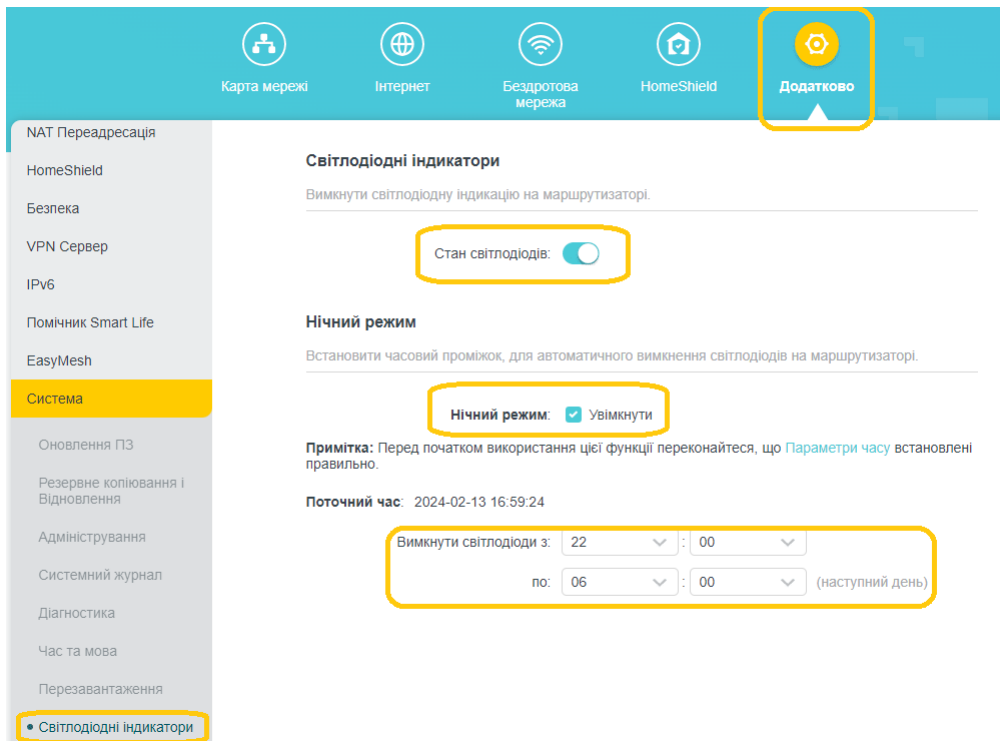 Карта мережі
Інтернет
Бездротова
мережа
HomeShield
Додатково
NAT Переадресація
HomeShield
Безпека
VPN Сервер
IPv6
Помічник Smart Life
EasyMesh
Система
Оновлення ПЗ
Резервне копіювання і
Відновлення
Адміністрування
Системний журнал
Діагностика
Час та мова
Перезавантаження
Світлодіодні індикатори
Світлодіодні індикатори
Вимкнути світлодіодну індикацію на маршрутизаторі.
Стан світлодіодів:
Нічний режим
Встановити часовий проміжок, для автоматичного вимкнення світлодіодів на маршрутизаторі.
Нічний режим: Увімкнути
Примітка: Перед початком використання цієї функції переконайтеся, що Параметри часу встановлені
правильно.
Поточний час: 2024-02-13 16:59:24
Вимкнути світлодіоди з: 22 : 00
по: 06 : 00 (наступний день)